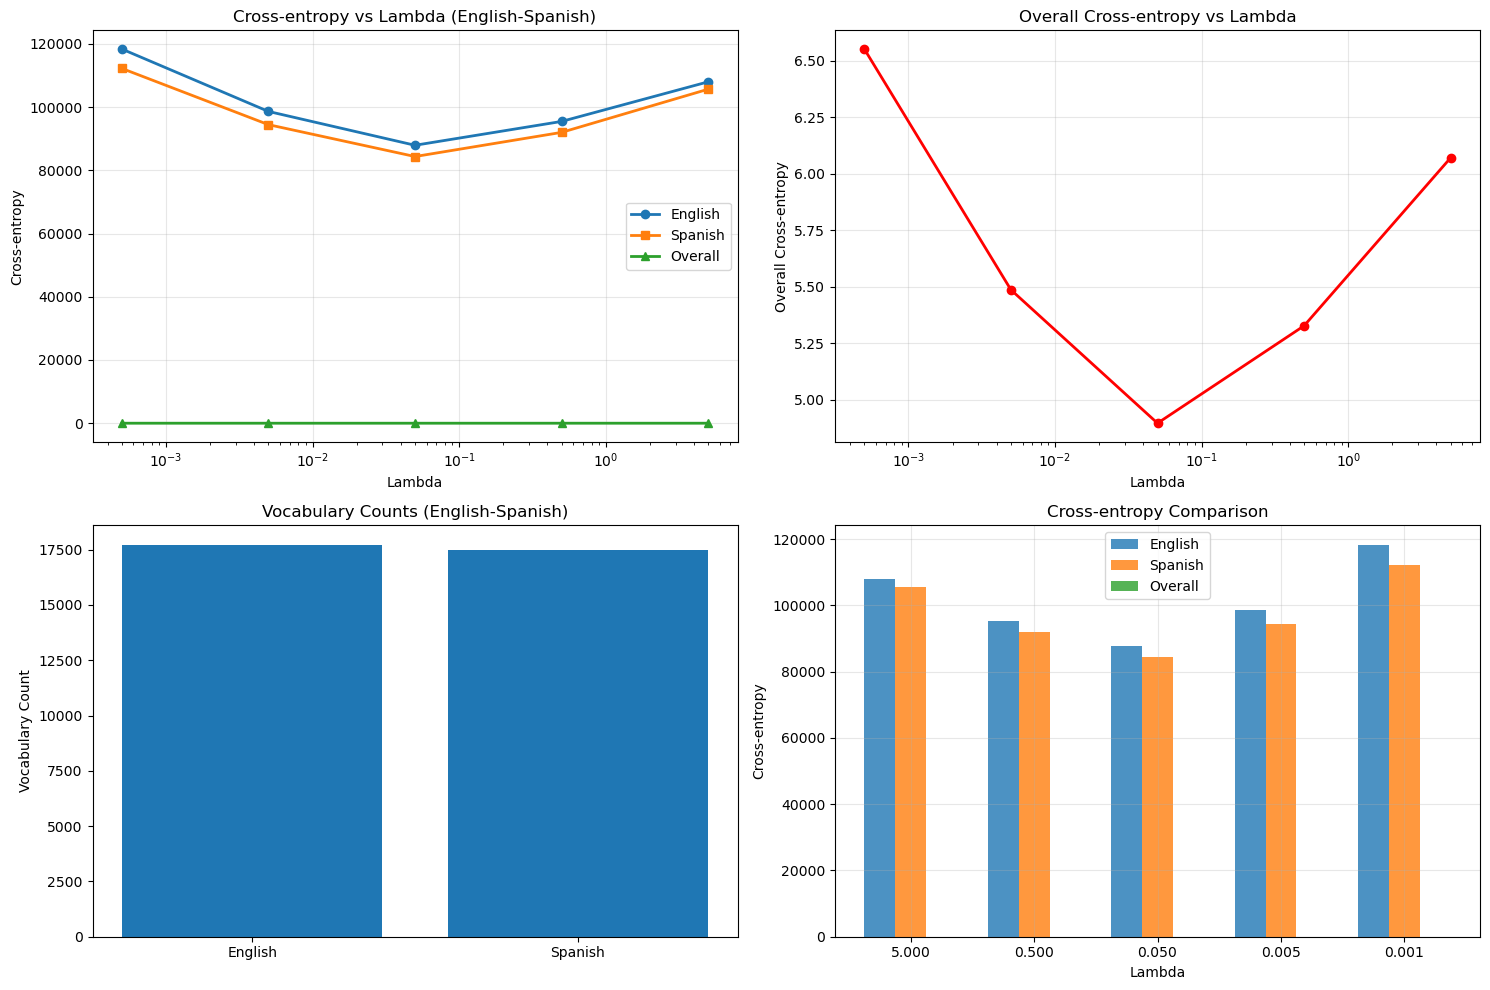 Cross-entropy vs Lambda (English-Spanish)
120000
100000
80000
60000
40000
20000
0
Cross-entropy
English
Spanish
Overall
10⁻³
10⁻²
10⁻¹
10⁰
Lambda
Overall Cross-entropy vs Lambda
6.50
6.25
6.00
5.75
5.50
5.25
5.00
Overall Cross-entropy
10⁻³
10⁻²
10⁻¹
10⁰
Lambda
Vocabulary Counts (English-Spanish)
17500
15000
12500
10000
7500
5000
2500
0
Vocabulary Count
English
Spanish
Cross-entropy Comparison
120000
100000
80000
60000
40000
20000
0
Cross-entropy
English
Spanish
Overall
5.000
0.500
0.050
0.005
0.001
Lambda